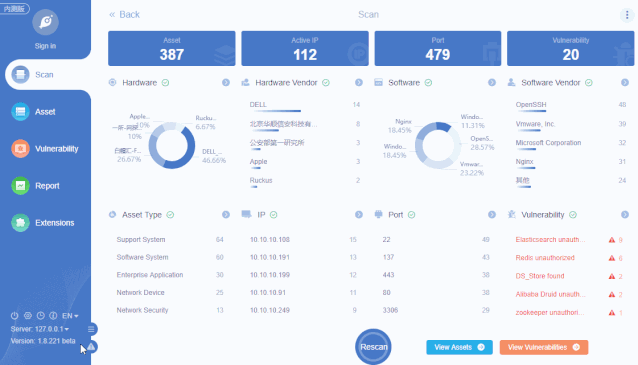 内测版
Sign in
Scan
Asset
Vulnerability
Report
Extensions
EN
Server: 127.0.0.1
Version: 1.8.221 beta
« Back
Scan
Asset
387
Active IP
112
Port
479
Vulnerability
20
Hardware
Apple...
10%
10%
26.67%
Rucku...
6.67%
DELL ...
46.66%
Hardware Vendor
DELL 14
北京华顺信安科技有... 8
公安部第一研究所 3
Apple 3
Ruckus 2
Software
Nginx
18.45%
Windo...
18.45%
Windo...
11.31%
OpenS...
28.57%
Vmwar...
23.22%
Software Vendor
OpenSSH 48
Vmware, Inc. 39
Microsoft Corporation 32
Nginx 31
其他 24
Asset Type
Support System 64
Software System 60
Enterprise Application 30
Network Device 25
Network Security 13
IP
10.10.10.198 15
10.10.10.191 13
10.10.10.199 12
10.10.10.91 11
10.10.10.249 9
Port
22 49
137 43
443 38
80 38
3306 29
Vulnerability
Elasticsearch unauth... 9
Redis unauthorized 6
DS_Store found 2
Alibaba Druid unauth... 2
zookeeper unauthori... 1
Rescan
View Assets
View Vulnerabilities